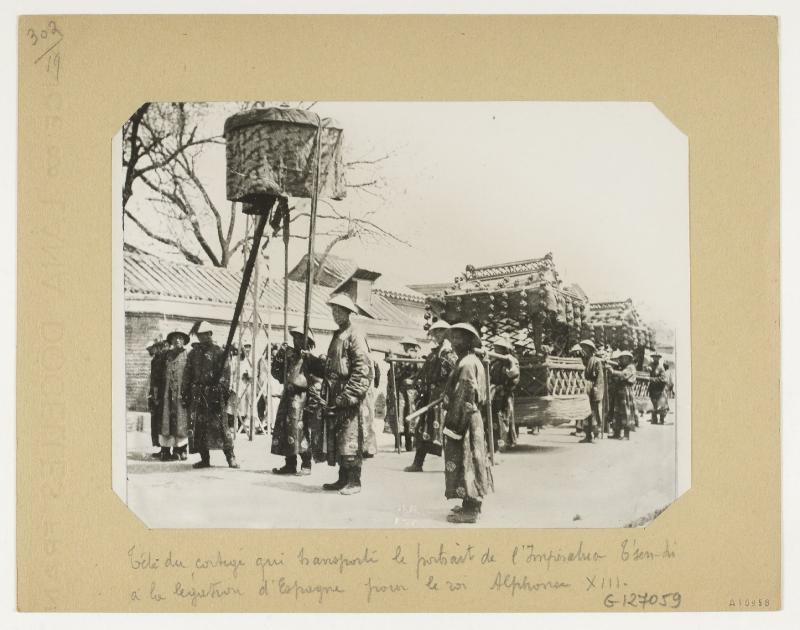 302
/19
Tête du cortège qui transporte le portrait de l'Impératrice Tsen-di
à la légation d'Espagne pour le roi Alphonse XIII.
G-127059
A10958